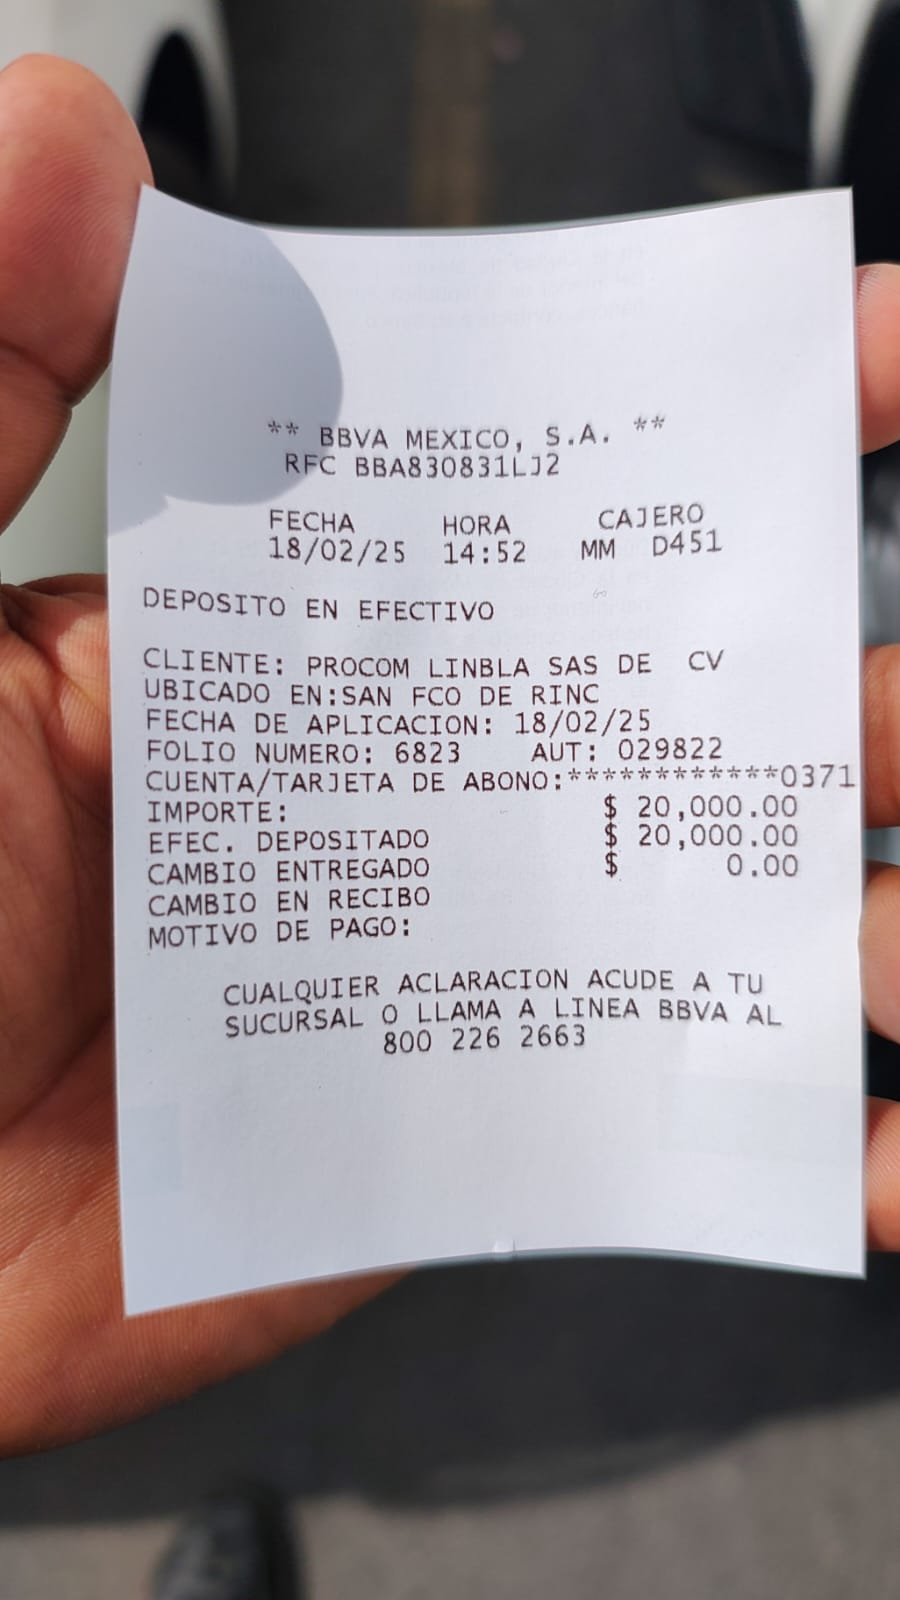 ** BBVA MEXICO, S.A. **
RFC BBA830831LJ2
FECHA HORA CAJERO
18/02/25 14:52 MM D451
DEPOSITO EN EFECTIVO
CLIENTE: PROCOM LINBLA SAS DE CV
UBICADO EN:SAN FCO DE RINC
FECHA DE APLICACION: 18/02/25
FOLIO NUMERO: 6823 AUT: 029822
CUENTA/TARJETA DE ABONO:************0371
IMPORTE: $ 20,000.00
EFEC. DEPOSITADO $ 20,000.00
CAMBIO ENTREGADO $ 0.00
CAMBIO EN RECIBO
MOTIVO DE PAGO:
CUALQUIER ACLARACION ACUDE A TU
SUCURSAL O LLAMA A LINEA BBVA AL
800 226 2663